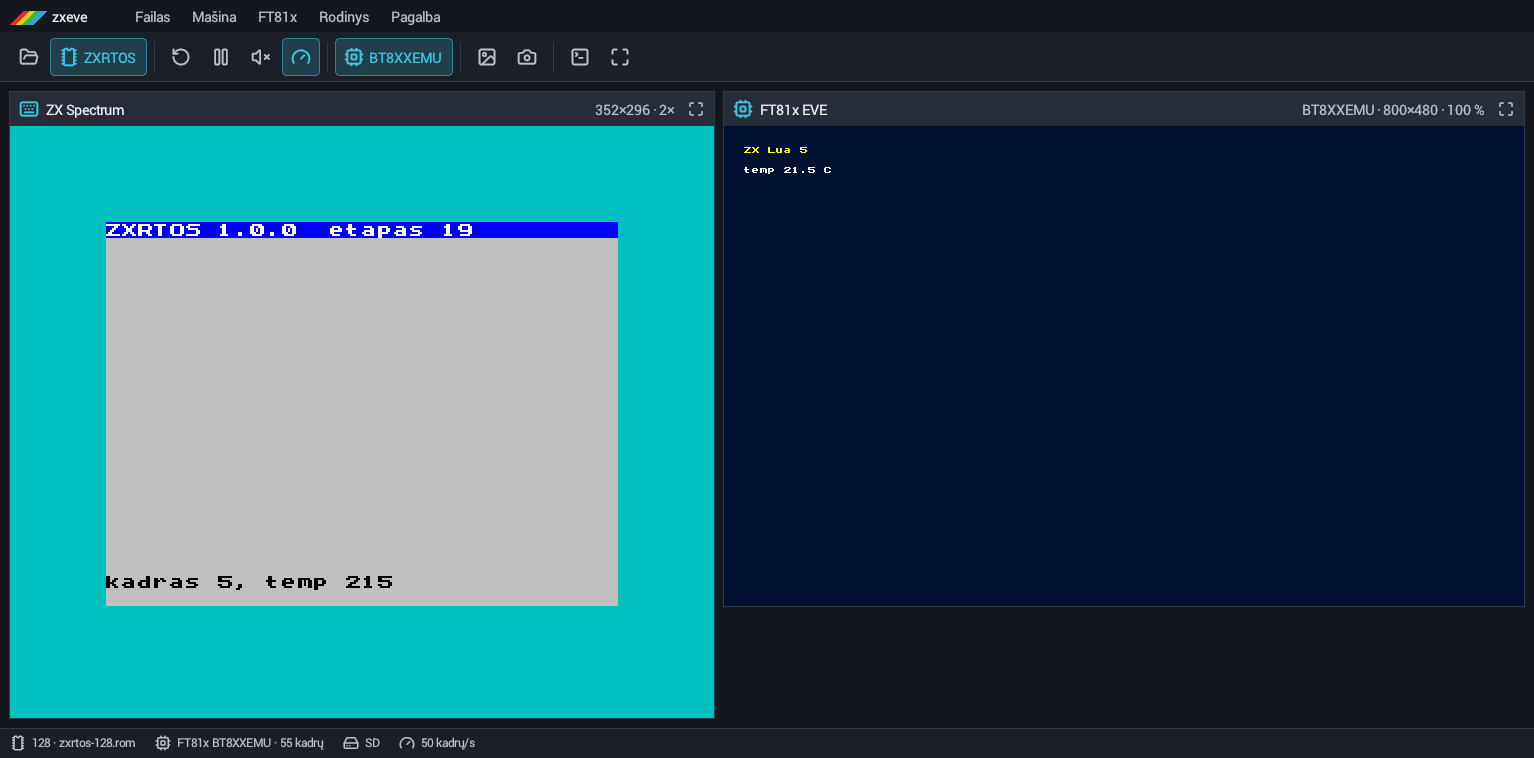 zxeve Failas Mašina FT81x Rodinys Pagalba
ZXRTOS BT8XXEMU
ZX Spectrum 352×296 · 2×
FT81x EVE BT8XXEMU · 800×480 · 100 %
ZXRTOS 1.0.0 etapas 19
kadras 5, temp 215
ZX Lua 5
temp 21.5 C
128 · zxrtos-128.rom FT81x BT8XXEMU · 55 kadrų SD 50 kadrų/s